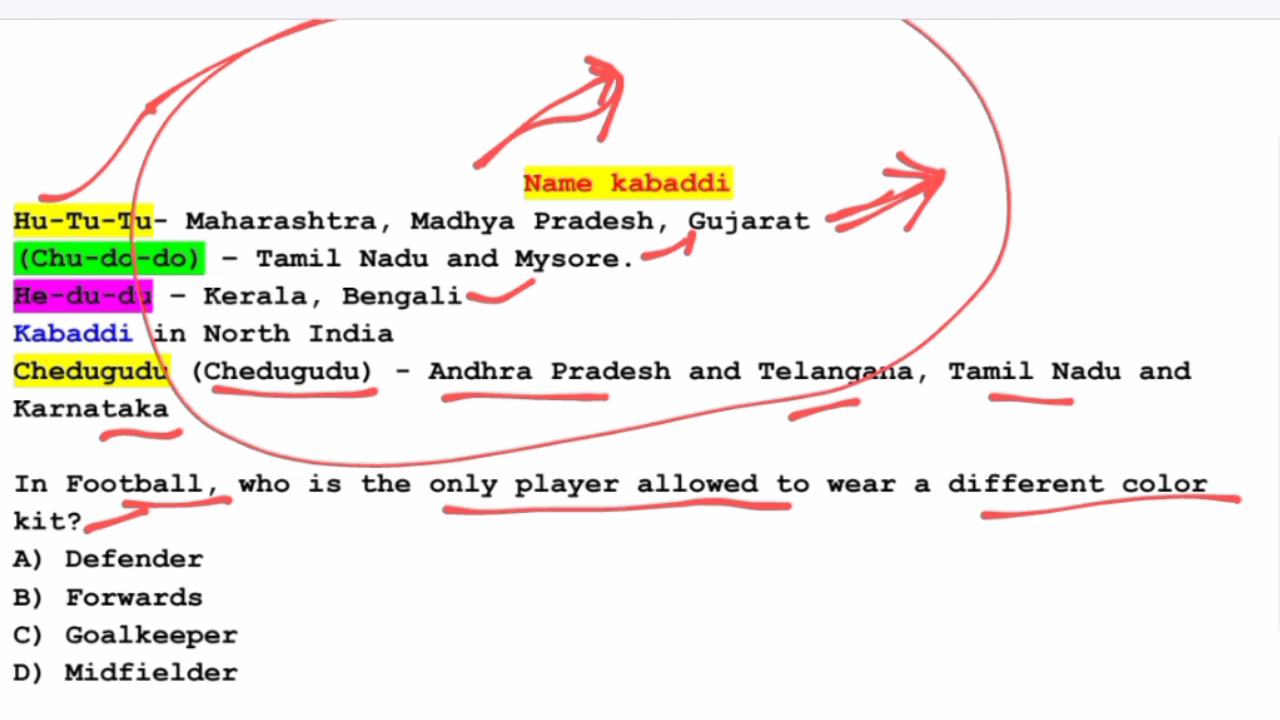 Name kabaddi
Hu-Tu-Tu- Maharashtra, Madhya Pradesh, Gujarat
(Chu-do-do) – Tamil Nadu and Mysore.
He-du-du – Kerala, Bengali
Kabaddi in North India
Chedugudu (Chedugudu) - Andhra Pradesh and Telangana, Tamil Nadu and
Karnataka
In Football, who is the only player allowed to wear a different color
kit?
A) Defender
B) Forwards
C) Goalkeeper
D) Midfielder